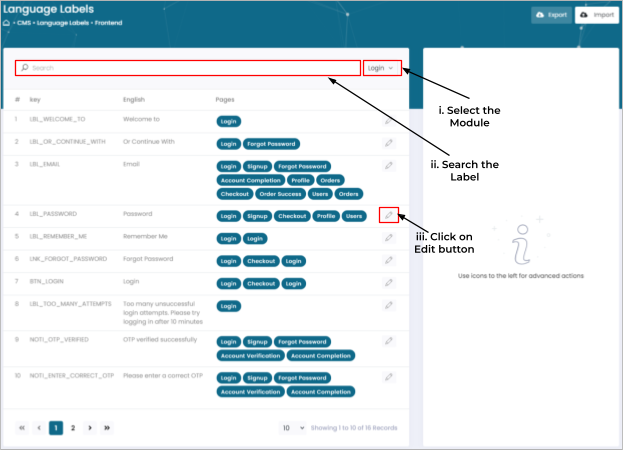 Language Labels
• CMS • Language Labels • Frontend
Export
Import
Search
Login
i. Select the
Module
ii. Search the
Label
iii. Click on
Edit button
# key English Pages
1 LBL_WELCOME_TO Welcome to Login
2 LBL_OR_CONTINUE_WITH Or Continue With Login Forgot Password
3 LBL_EMAIL Email Login Signup Forgot Password
Account Completion Profile Orders
Checkout Order Success Users Orders
4 LBL_PASSWORD Password Login Signup Checkout Profile Users
5 LBL_REMEMBER_ME Remember Me Login Login
6 LNK_FORGOT_PASSWORD Forgot Password Login Checkout Login
7 BTN_LOGIN Login Login Checkout Login
8 LBL_TOO_MANY_ATTEMPTS Too many unsuccessful Login
login attempts. Please try
logging in after 10 minutes
9 NOTI_OTP_VERIFIED OTP verified successfully Login Signup Forgot Password
Account Verification Account Completion
10 NOTI_ENTER_CORRECT_OTP Please enter a correct OTP Login Signup Forgot Password
Account Verification Account Completion
Use icons to the left for advanced actions
« ‹ 1 2 › » 10 Showing 1 to 10 of 16 Records